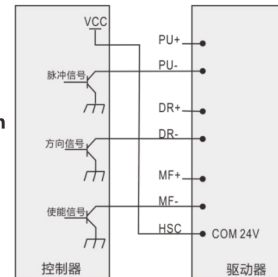 VCC
PU+
脉冲信号
PU-
DR+
n
方向信号
DR-
MF+
使能信号
MF-
HSC
COM 24V
控制器
驱动器